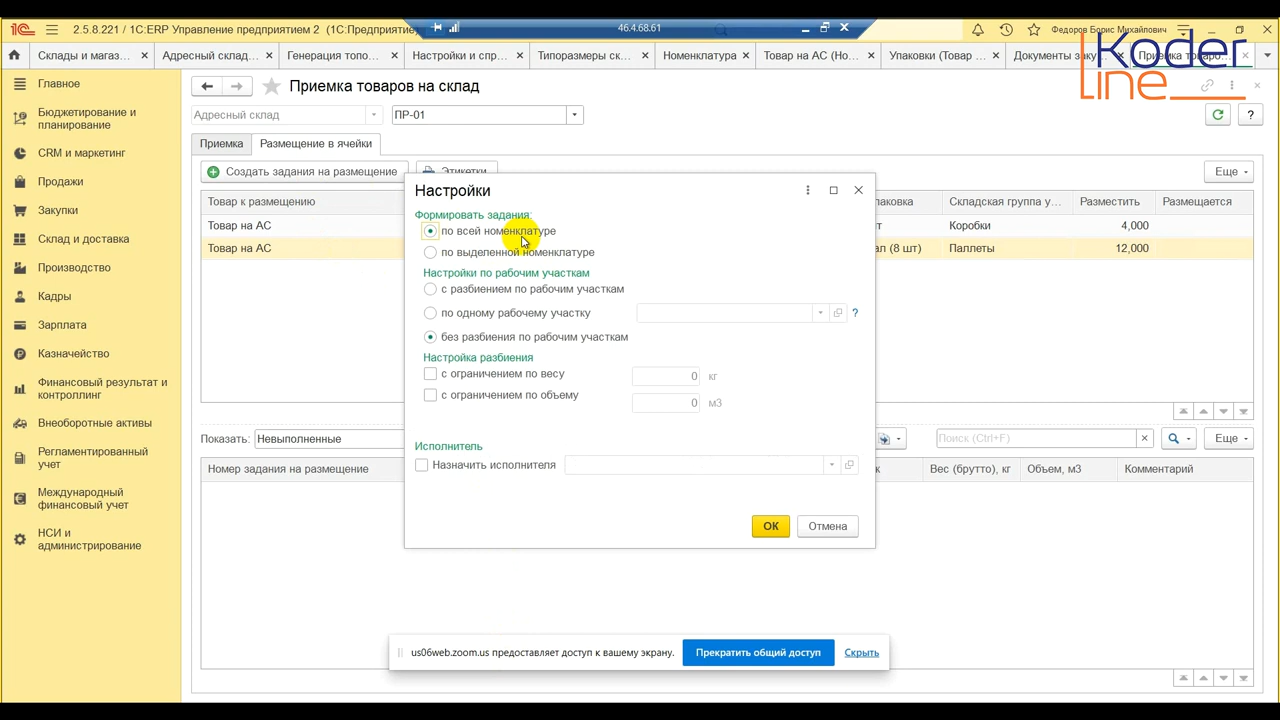 46.4.68.61
2.5.8.221 / 1С:ERP Управление предприятием 2 (1С:Предприятие)
Федоров Борис Михайлович
Koder
line
Склады и магаз...
Адресный склад...
Генерация топо...
Настройки и спр...
Типоразмеры ск...
Номенклатура
Товар на АС (Но...
Упаковки (Товар ...
Документы заку...
Приемка товаро...
Главное
Бюджетирование и
планирование
CRM и маркетинг
Продажи
Закупки
Склад и доставка
Производство
Кадры
Зарплата
Казначейство
Финансовый результат и
контроллинг
Внеоборотные активы
Регламентированный
учет
Международный
финансовый учет
НСИ и
администрирование
Приемка товаров на склад
Адресный склад
ПР-01
?
Приемка
Размещение в ячейки
Создать задания на размещение
Этикетки
Еще
Товар к размещению
Складская группа у...
Разместить
Размещается
Товар на АС
Коробки
4,000
Товар на АС
(8 шт)
Паллеты
12,000
Настройки
Формировать задания:
по всей номенклатуре
по выделенной номенклатуре
Настройки по рабочим участкам
с разбиением по рабочим участкам
по одному рабочему участку
?
без разбиения по рабочим участкам
Настройка разбиения
с ограничением по весу
0 кг
с ограничением по объему
0 м3
Исполнитель
Назначить исполнителя
ОК
Отмена
Показать:
Невыполненные
Поиск (Ctrl+F)
Еще
Номер задания на размещение
Вес (брутто), кг
Объем, м3
Комментарий
us06web.zoom.us предоставляет доступ к вашему экрану.
Прекратить общий доступ
Скрыть